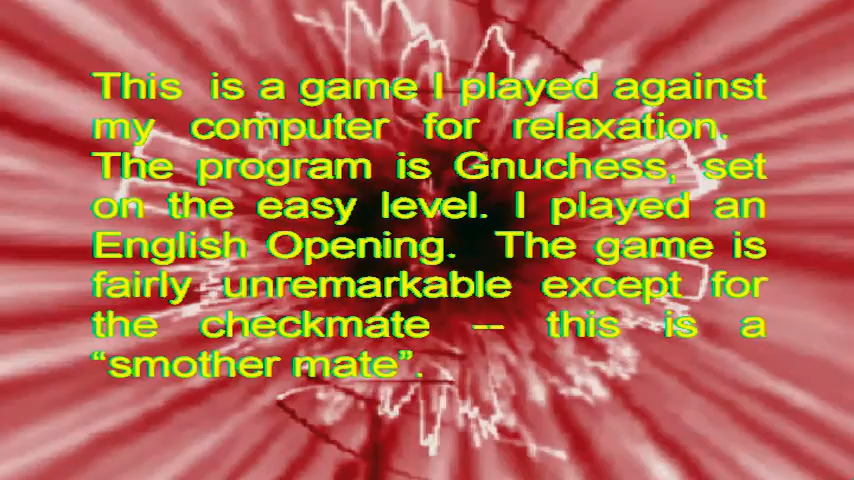 This is a game I played against
my computer for relaxation.
The program is Gnuchess, set
on the easy level. I played an
English Opening. The game is
fairly unremarkable except for
the checkmate -- this is a
“smother mate”.